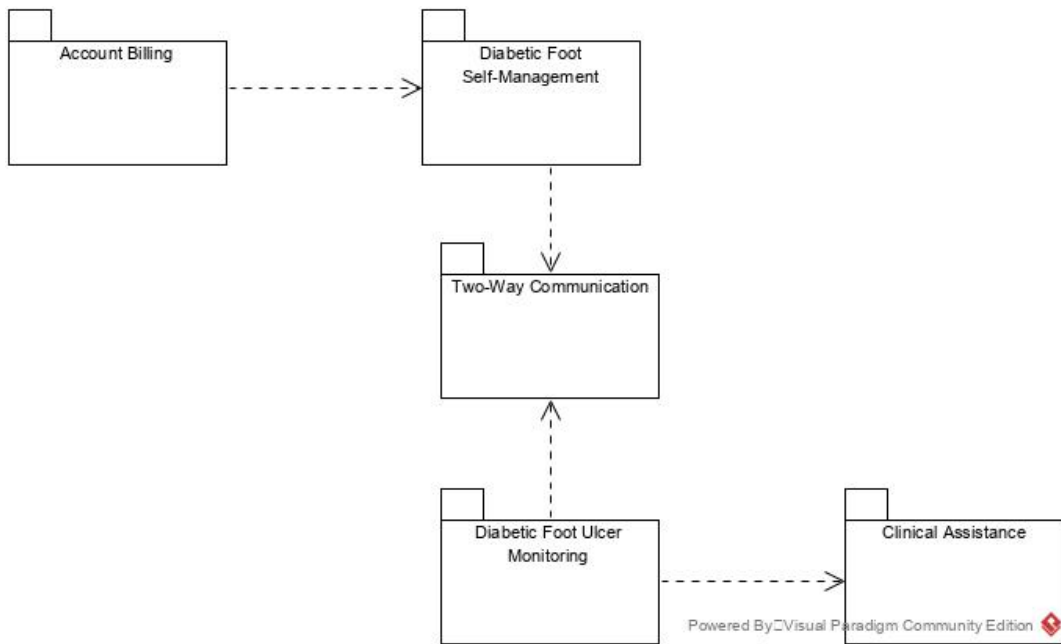 Account Billing
Diabetic Foot
Self-Management
Two-Way Communication
Diabetic Foot Ulcer
Monitoring
Clinical Assistance
Powered By□Visual Paradigm Community Edition